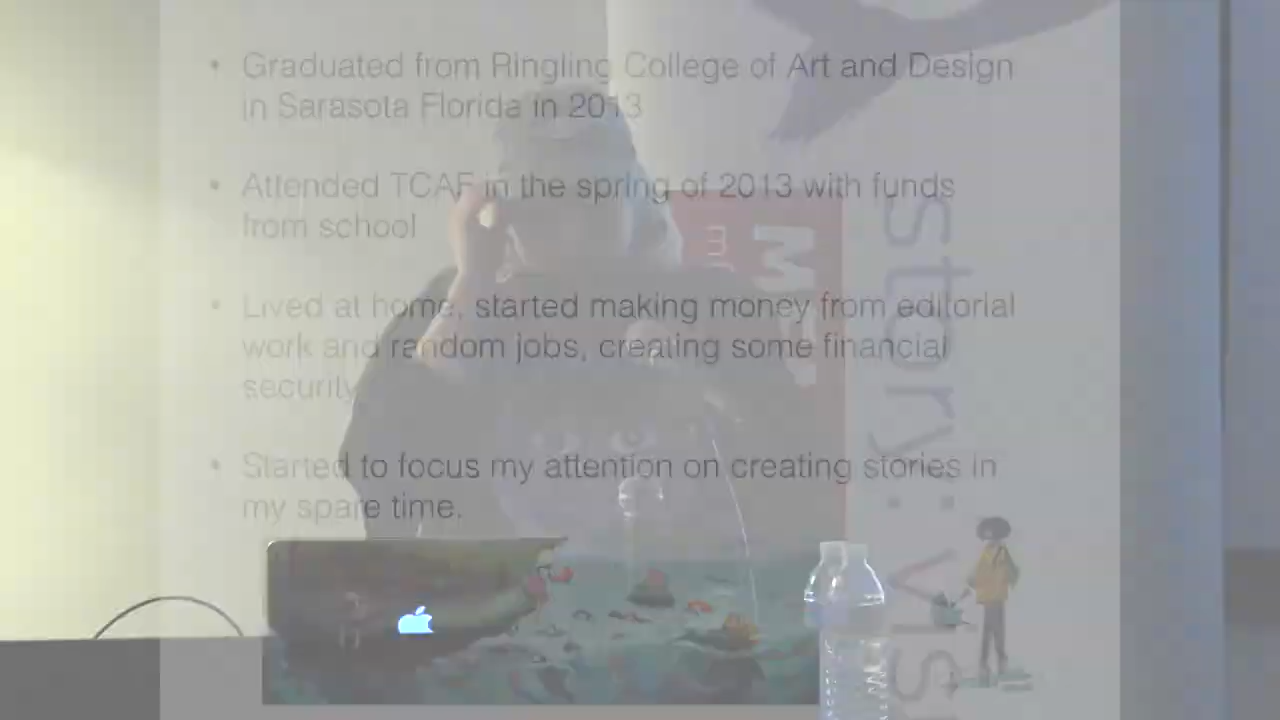 • Graduated from Ringling College of Art and Design
in Sarasota Florida in 2013
• Attended TCAF in the spring of 2013 with funds
from school
• Lived at home, started making money from editorial
work and random jobs, creating some financial
security
• Started to focus my attention on creating stories in
my spare time.
story: